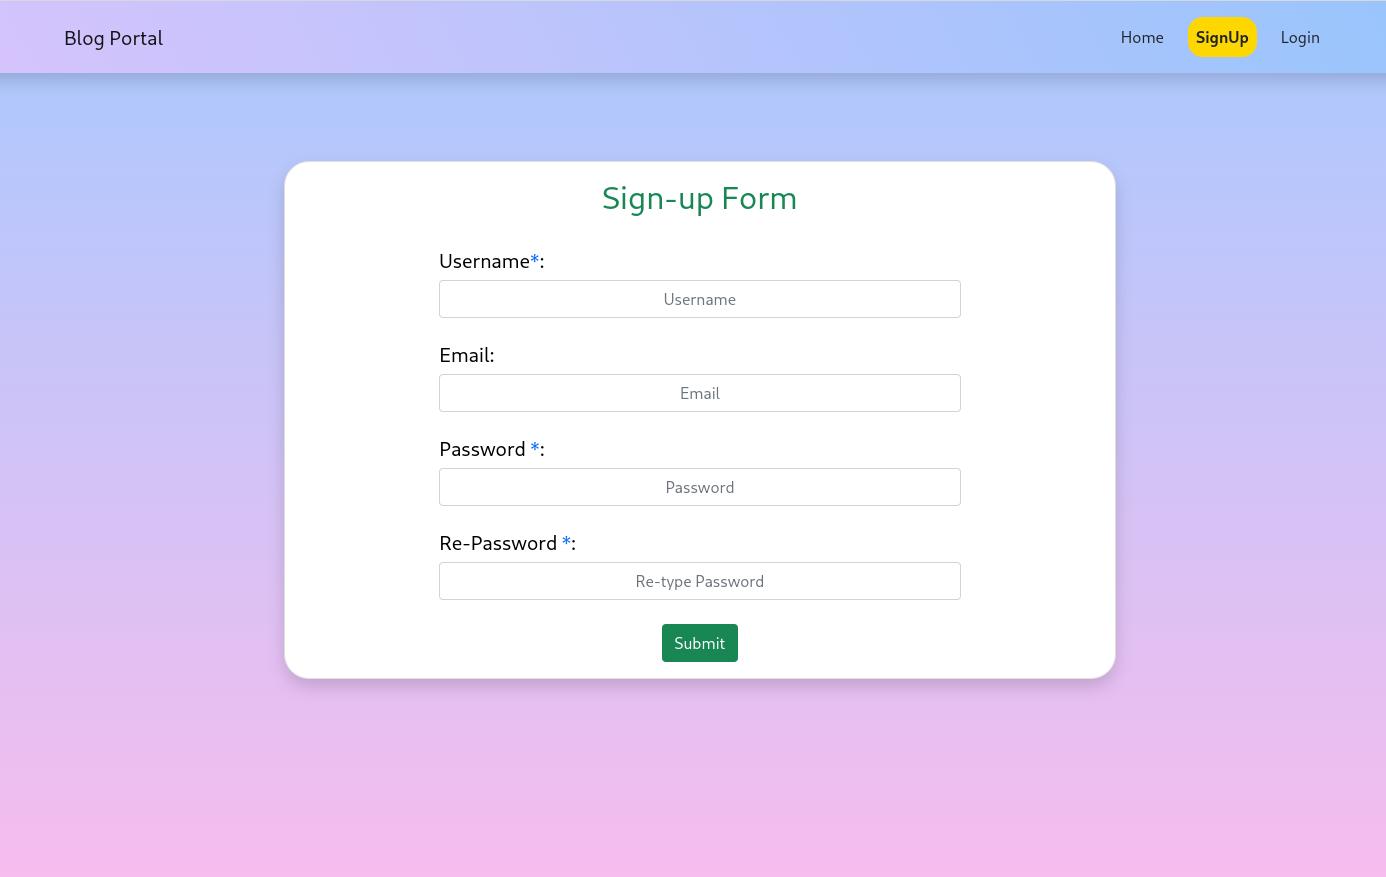 Blog Portal Home SignUp Login
Sign-up Form
Username*:
Username
Email:
Email
Password *:
Password
Re-Password *:
Re-type Password
Submit